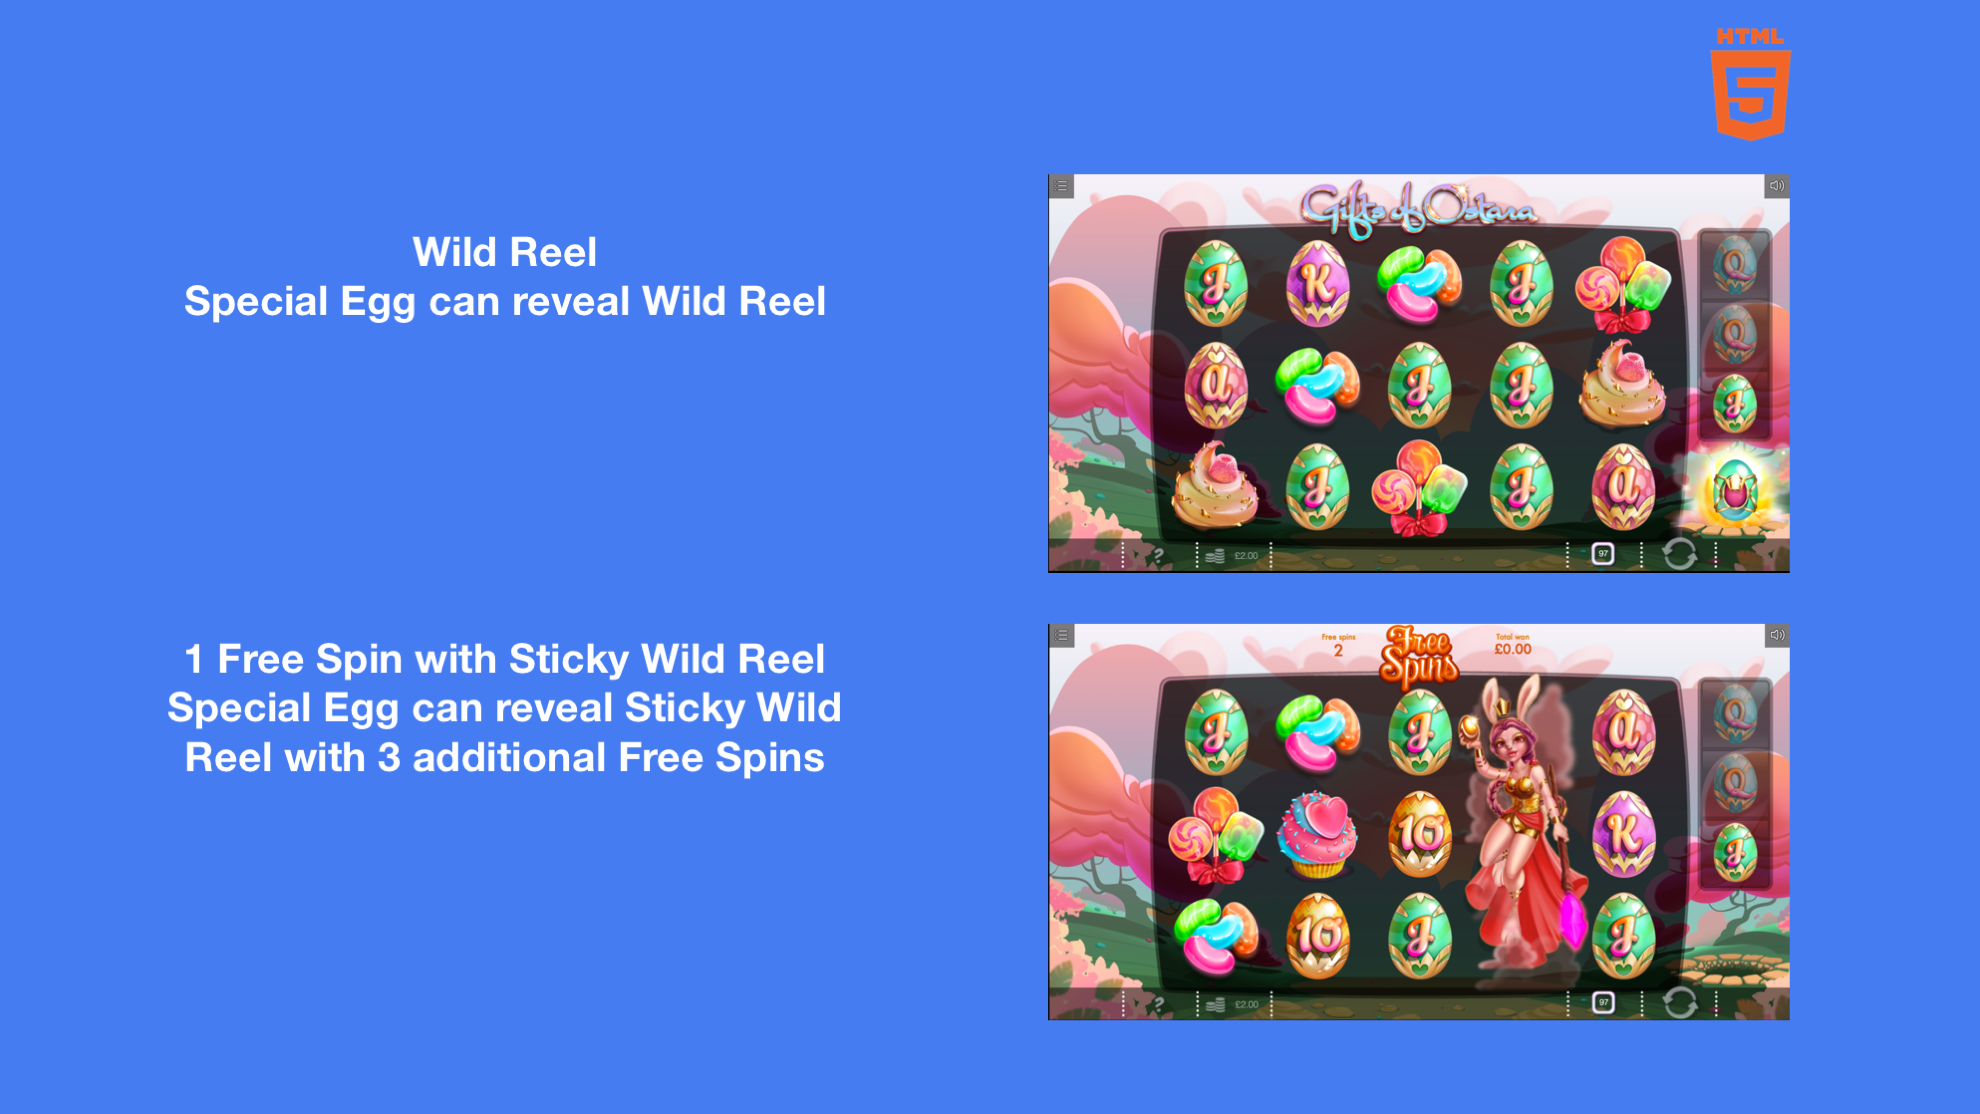 HTML
5
Wild Reel
Special Egg can reveal Wild Reel
Gifts of Ostara
J K J Q
Q
a J J J
J J a
? £2.00 97
1 Free Spin with Sticky Wild Reel
Special Egg can reveal Sticky Wild
Reel with 3 additional Free Spins
Free spins
2
Free
Spins
Total won
£0.00
J J a Q
10 K Q
J
10 J J
? £2.00 97